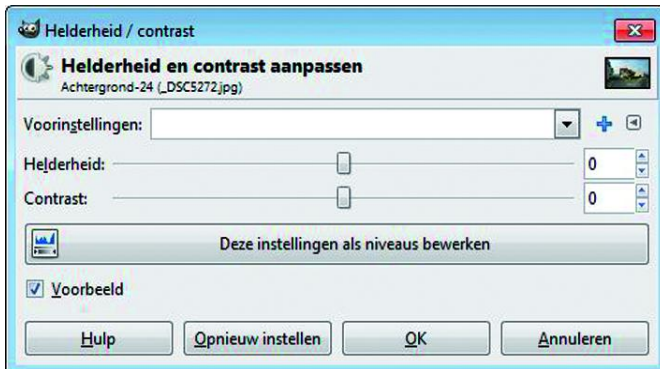 Helderheid / contrast
Helderheid en contrast aanpassen
Achtergrond-24 (_DSC5272.jpg)
Voorinstellingen:
Helderheid: 0
Contrast: 0
Deze instellingen als niveaus bewerken
Voorbeeld
Hulp Opnieuw instellen OK Annuleren